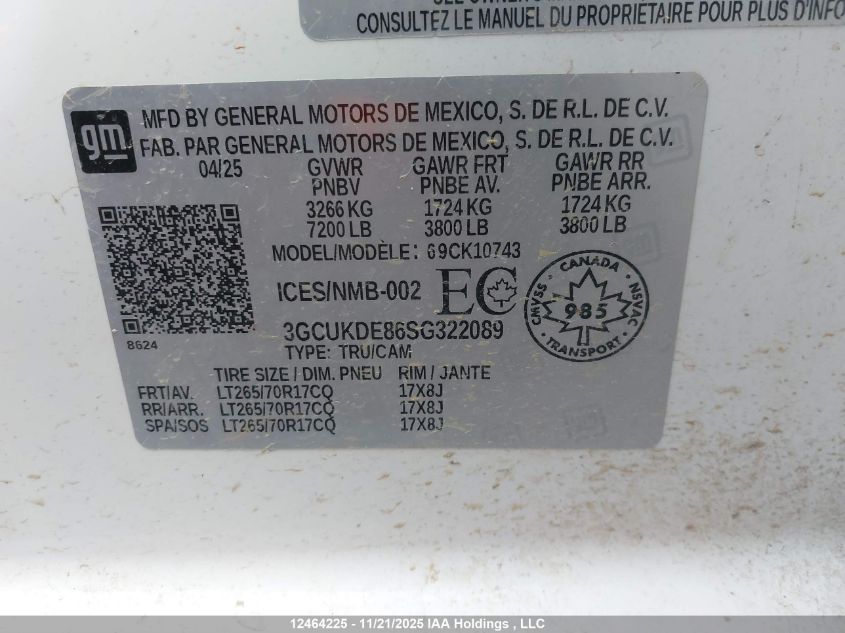 CONSULTEZ LE MANUEL DU PROPRIETAIRE POUR PLUS D'INFO
gm
MFD BY GENERAL MOTORS DE MEXICO, S. DE R.L. DE C.V.
FAB. PAR GENERAL MOTORS DE MEXICO, S. DE R.L. DE C.V.
04/25 GVWR GAWR FRT GAWR RR
PNBV PNBE AV. PNBE ARR.
3266 KG 1724 KG 1724 KG
7200 LB 3800 LB 3800 LB
MODEL/MODÈLE: 69CK10743
ICES/NMB-002 EC
CANADA
CMVSS 985 NSVAC
TRANSPORT
3GCUKDE86SG322089
8624
TYPE: TRU/CAM
TIRE SIZE / DIM. PNEU RIM / JANTE
FRT/AV. LT265/70R17CQ 17X8J
RR/ARR. LT265/70R17CQ 17X8J
SPA/SOS LT265/70R17CQ 17X8J
12464225 - 11/21/2025 IAA Holdings , LLC